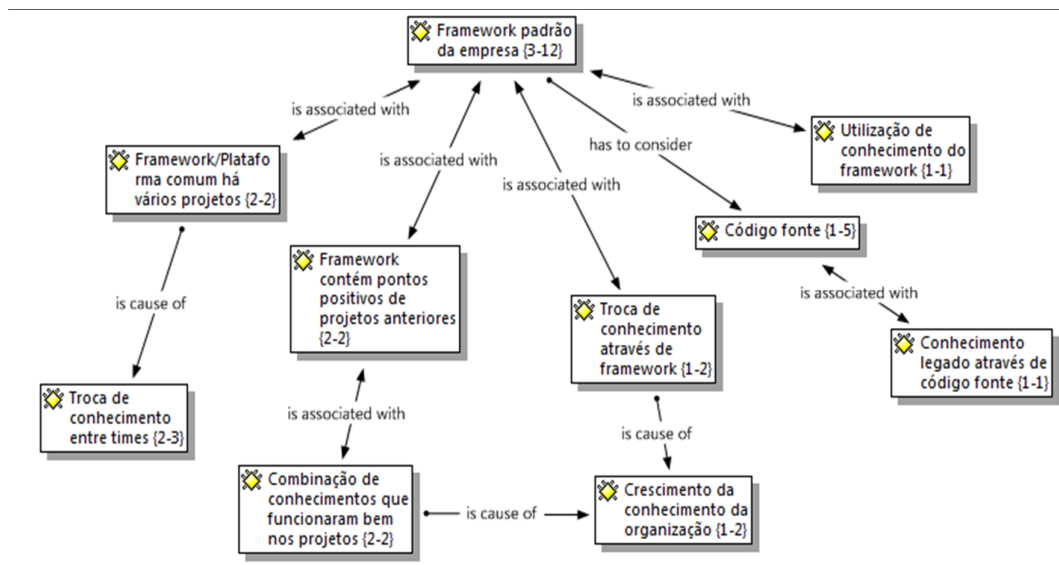 Framework padrão
da empresa {3-12}
is associated with
is associated with
Utilização de
conhecimento do
framework {1-1}
has to consider
Framework/Platafo
rma comum há
vários projetos {2-2}
is associated with
is associated with
Código fonte {1-5}
Framework
contém pontos
positivos de
projetos anteriores
{2-2}
is cause of
is associated with
Troca de
conhecimento
através de
framework {1-2}
Conhecimento
legado através de
código fonte {1-1}
Troca de
conhecimento
entre times {2-3}
is associated with
is cause of
Combinação de
conhecimentos que
funcionaram bem
nos projetos {2-2}
is cause of
Crescimento da
conhecimento da
organização {1-2}